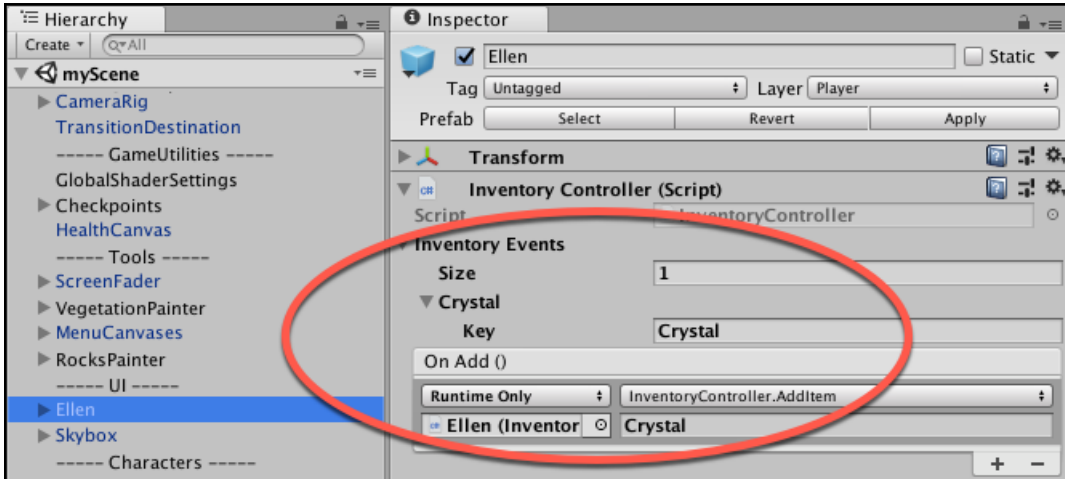 Hierarchy
Create
All
myScene
CameraRig
TransitionDestination
----- GameUtilities -----
GlobalShaderSettings
Checkpoints
HealthCanvas
----- Tools -----
ScreenFader
VegetationPainter
MenuCanvases
RocksPainter
----- UI -----
Ellen
Skybox
----- Characters -----
Inspector
Ellen
Static
Tag Untagged Layer Player
Prefab Select Revert Apply
Transform
C# Inventory Controller (Script)
Script InventoryController
Inventory Events
Size 1
Crystal
Key Crystal
On Add ()
Runtime Only InventoryController.AddItem
Ellen (Inventor Crystal
+ −